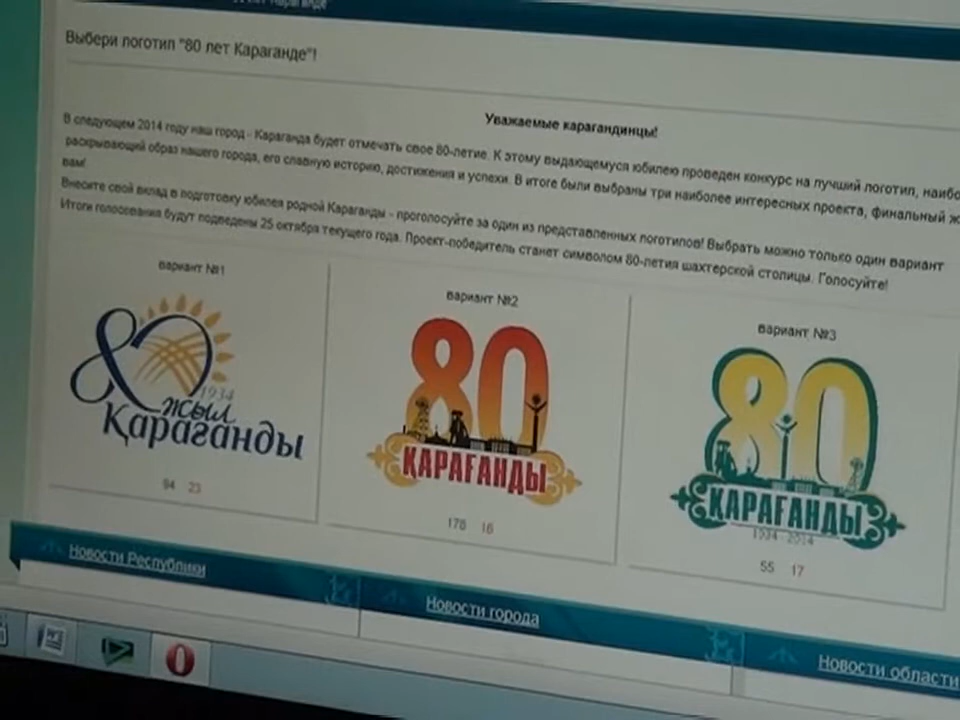 Караганде
Выбери логотип "80 лет Караганде"!
Уважаемые карагандинцы!
В следующем 2014 году наш город - Караганда будет отмечать свое 80-летие. К этому выдающемуся юбилею проведен конкурс на лучший логотип,
раскрывающий образ нашего города, его славную историю, достижения и успехи. В итоге были выбраны три наиболее интересных проекта, финальный
вам!
Внесите свой вклад в подготовку юбилея родной Караганды - проголосуйте за один из представленных логотипов! Выбрать можно только один вариант
Итоги голосования будут подведены 25 октября текущего года. Проект-победитель станет символом 80-летия шахтерской столицы. Голосуйте!
вариант №1
вариант №2
вариант №3
80
1934
жыл
Қарағанды
80
ҚАРАҒАНДЫ
80
ҚАРАҒАНДЫ
1934 2014
94 23
178 16
55 17
Новости Республики
Новости города
Новости области